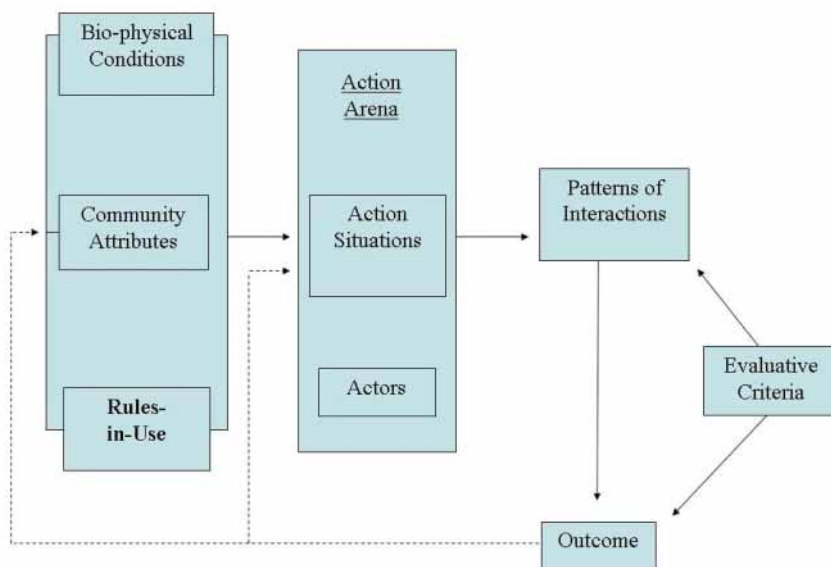 Bio-physical
Conditions
Community
Attributes
Rules-
in-Use
Action
Arena
Action
Situations
Actors
Patterns of
Interactions
Evaluative
Criteria
Outcome